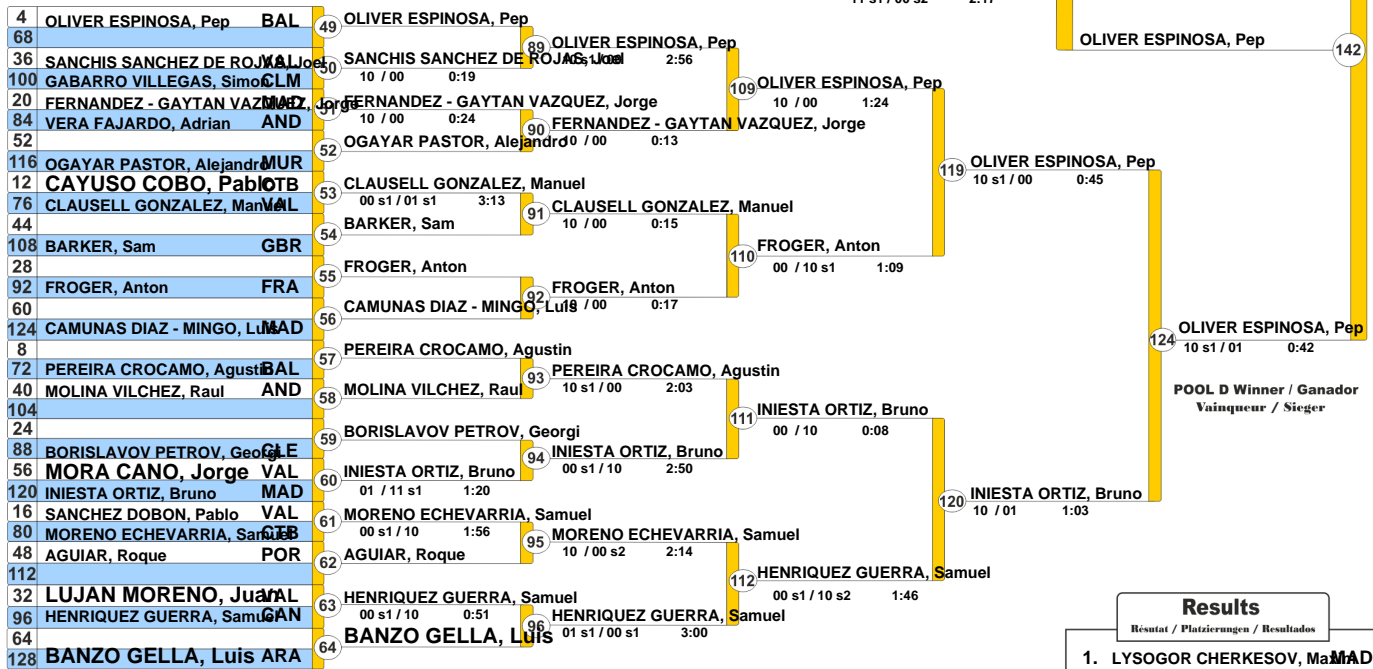 11 s1 / 00 s2 2:17
4 OLIVER ESPINOSA, Pep BAL
68
36 SANCHIS SANCHEZ DE ROJAS, Joel VAL
100 GABARRO VILLEGAS, Simon CLM
20 FERNANDEZ - GAYTAN VAZQUEZ, Jorge MAD
84 VERA FAJARDO, Adrian AND
52
116 OGAYAR PASTOR, Alejandro MUR
12 CAYUSO COBO, Pablo CTB
76 CLAUSELL GONZALEZ, Manuel VAL
44
108 BARKER, Sam GBR
28
92 FROGER, Anton FRA
60
124 CAMUNAS DIAZ - MINGO, Luis MAD
8
72 PEREIRA CROCAMO, Agustin BAL
40 MOLINA VILCHEZ, Raul AND
104
24
88 BORISLAVOV PETROV, Georgi CLE
56 MORA CANO, Jorge VAL
120 INIESTA ORTIZ, Bruno MAD
16 SANCHEZ DOBON, Pablo VAL
80 MORENO ECHEVARRIA, Samuel CTB
48 AGUIAR, Roque POR
112
32 LUJAN MORENO, Juan VAL
96 HENRIQUEZ GUERRA, Samuel CAN
64
128 BANZO GELLA, Luis ARA
49 OLIVER ESPINOSA, Pep
50 SANCHIS SANCHEZ DE ROJAS, Joel
10 / 00 0:19
51 FERNANDEZ - GAYTAN VAZQUEZ, Jorge
10 / 00 0:24
52 OGAYAR PASTOR, Alejandro
53 CLAUSELL GONZALEZ, Manuel
00 s1 / 01 s1 3:13
54 BARKER, Sam
55 FROGER, Anton
56 CAMUNAS DIAZ - MINGO, Luis
57 PEREIRA CROCAMO, Agustin
58 MOLINA VILCHEZ, Raul
59 BORISLAVOV PETROV, Georgi
60 INIESTA ORTIZ, Bruno
01 / 11 s1 1:20
61 MORENO ECHEVARRIA, Samuel
00 s1 / 10 1:56
62 AGUIAR, Roque
63 HENRIQUEZ GUERRA, Samuel
00 s1 / 10 0:51
64 BANZO GELLA, Luis
89 OLIVER ESPINOSA, Pep
2:56
90 FERNANDEZ - GAYTAN VAZQUEZ, Jorge
10 / 00 0:13
91 CLAUSELL GONZALEZ, Manuel
10 / 00 0:15
92 FROGER, Anton
10 / 00 0:17
93 PEREIRA CROCAMO, Agustin
10 s1 / 00 2:03
94 INIESTA ORTIZ, Bruno
00 s1 / 10 2:50
95 MORENO ECHEVARRIA, Samuel
10 / 00 s2 2:14
96 HENRIQUEZ GUERRA, Samuel
01 s1 / 00 s1 3:00
109 OLIVER ESPINOSA, Pep
10 / 00 1:24
110 FROGER, Anton
00 / 10 s1 1:09
111 INIESTA ORTIZ, Bruno
00 / 10 0:08
112 HENRIQUEZ GUERRA, Samuel
00 s1 / 10 s2 1:46
119 OLIVER ESPINOSA, Pep
10 s1 / 00 0:45
120 INIESTA ORTIZ, Bruno
10 / 01 1:03
OLIVER ESPINOSA, Pep
142
124 OLIVER ESPINOSA, Pep
10 s1 / 01 0:42
POOL D Winner / Ganador
Vainqueur / Sieger
Results
Résutat / Platzierungen / Resultados
1. LYSOGOR CHERKESOV, Maxim MAD